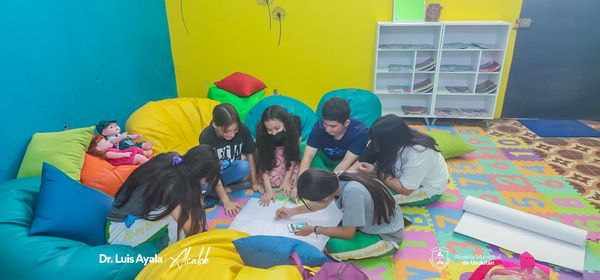 Dr. Luis Ayala
Alcalde
Alcaldía
Municipal de Usulután